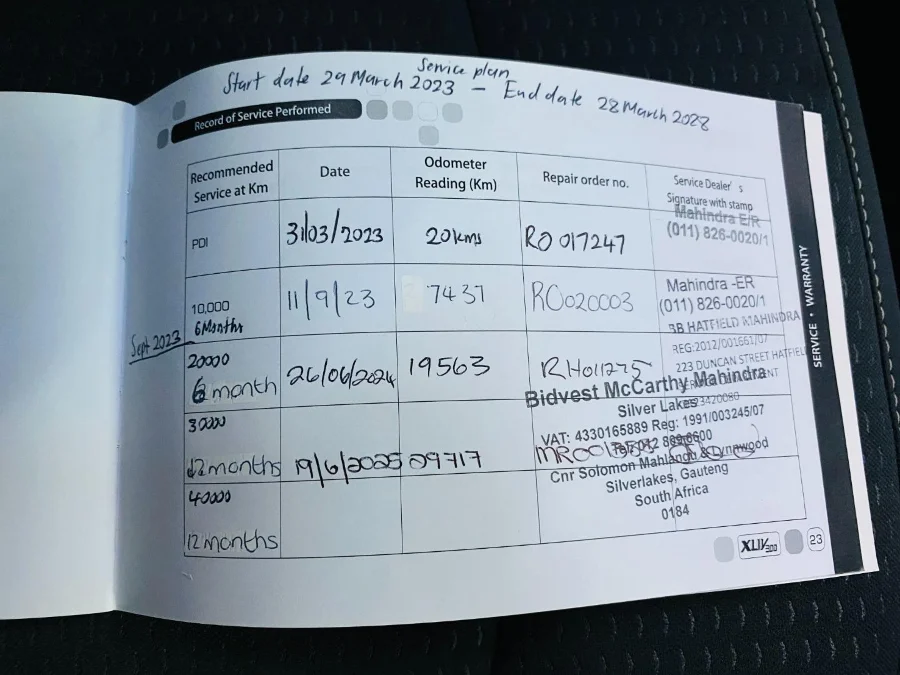 Service plan
Start date 29 March 2023 – End date 28 March 2028
Record of Service Performed
Recommended Service at Km
Date
Odometer Reading (Km)
Repair order no.
Service Dealer's Signature with stamp
PDI
31/03/2023
20kms
RO 017247
Mahindra E/R
(011) 826-0020/1
Sept 2023
10,000
6 Months
11/9/23
7437
RO020003
Mahindra -ER
(011) 826-0020/1
BB HATFIELD MAHINDRA
REG:2012/001661/07
223 DUNCAN STREET HATFIELD
20000
6 month
26/06/2024
19563
RH011275
Bidvest McCarthy Mahindra
Silver Lakes
VAT: 4330165889 Reg: 1991/003245/07
Cnr Solomon Mahlangu & Lynnwood
Silverlakes, Gauteng
South Africa
0184
30000
12 months
19/6/2025
29717
40000
12 months
SERVICE • WARRANTY
XUV300
23